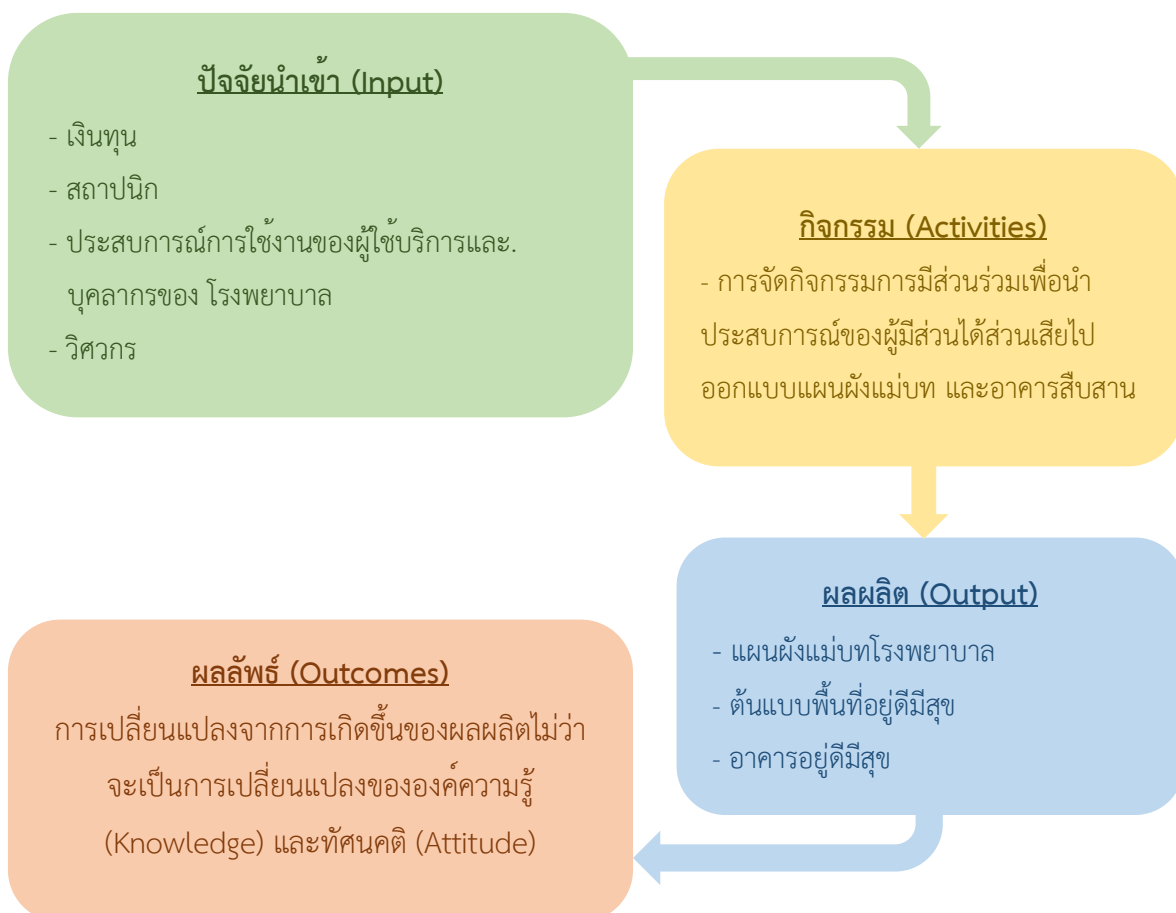 ปัจจัยนำเข้า (Input)
- เงินทุน
- สถาปนิก
- ประสบการณ์การใช้งานของผู้ใช้บริการและ.
บุคลากรของ โรงพยาบาล
- วิศวกร
กิจกรรม (Activities)
- การจัดกิจกรรมการมีส่วนร่วมเพื่อนำ
ประสบการณ์ของผู้มีส่วนได้ส่วนเสียไป
ออกแบบแผนผังแม่บท และอาคารสืบสาน
ผลผลิต (Output)
- แผนผังแม่บทโรงพยาบาล
- ต้นแบบพื้นที่อยู่ดีมีสุข
- อาคารอยู่ดีมีสุข
ผลลัพธ์ (Outcomes)
การเปลี่ยนแปลงจากการเกิดขึ้นของผลผลิตไม่ว่า
จะเป็นการเปลี่ยนแปลงขององค์ความรู้
(Knowledge) และทัศนคติ (Attitude)